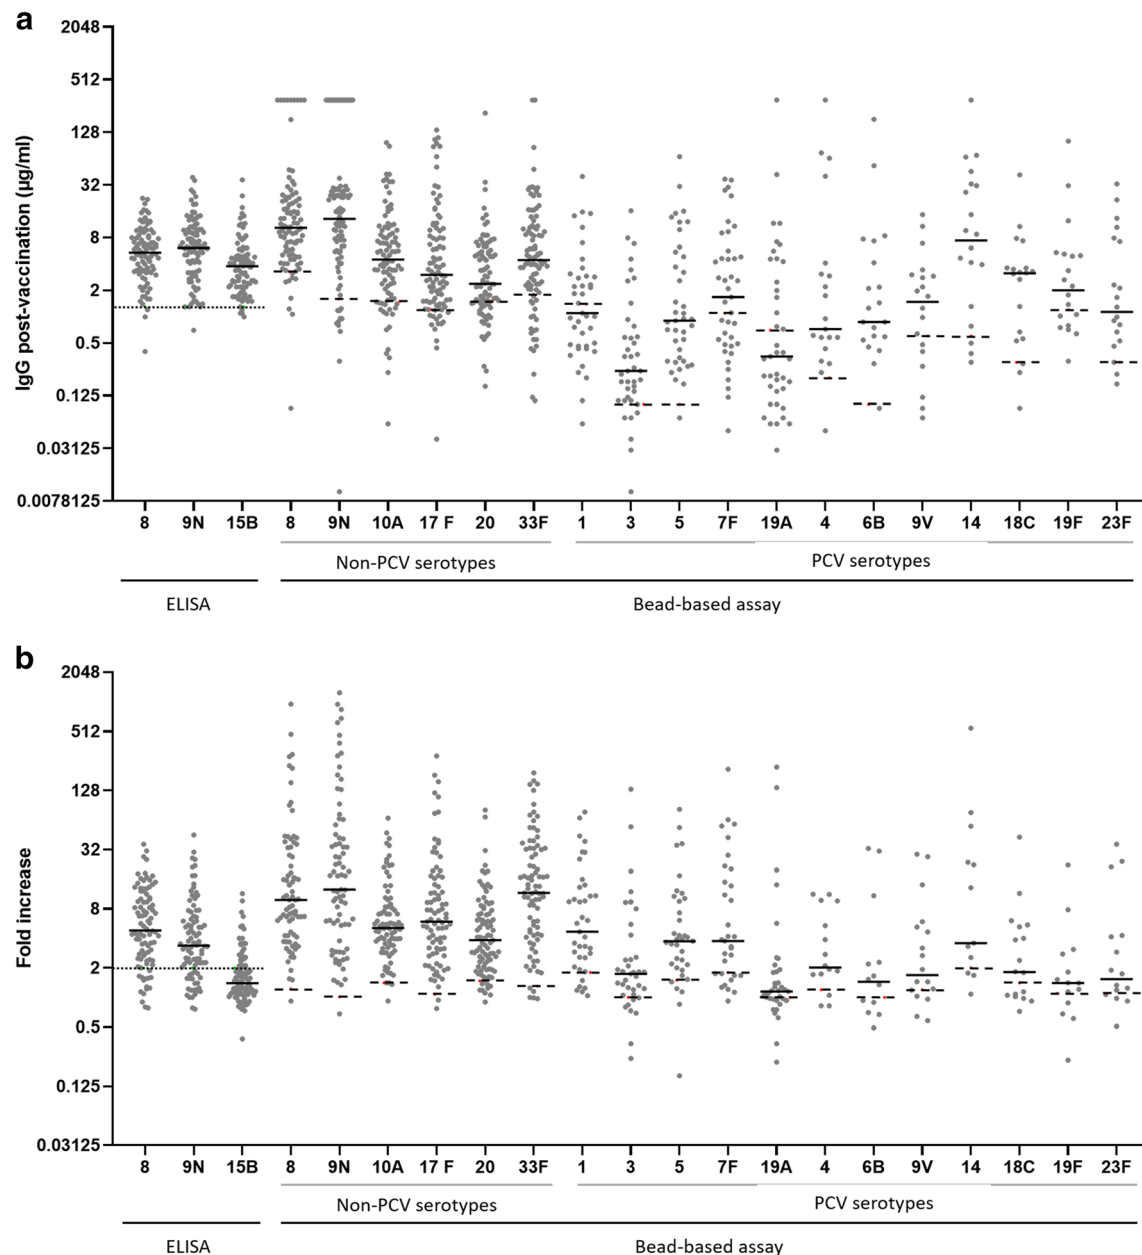 a
2048
512
128
32
8
2
0.5
0.125
0.03125
0.0078125
IgG post-vaccination (µg/ml)
8 9N 15B 8 9N 10A 17 F 20 33F 1 3 5 7F 19A 4 6B 9V 14 18C 19F 23F
Non-PCV serotypes PCV serotypes
ELISA Bead-based assay
b
2048
512
128
32
8
2
0.5
0.125
0.03125
Fold increase
8 9N 15B 8 9N 10A 17 F 20 33F 1 3 5 7F 19A 4 6B 9V 14 18C 19F 23F
Non-PCV serotypes PCV serotypes
ELISA Bead-based assay